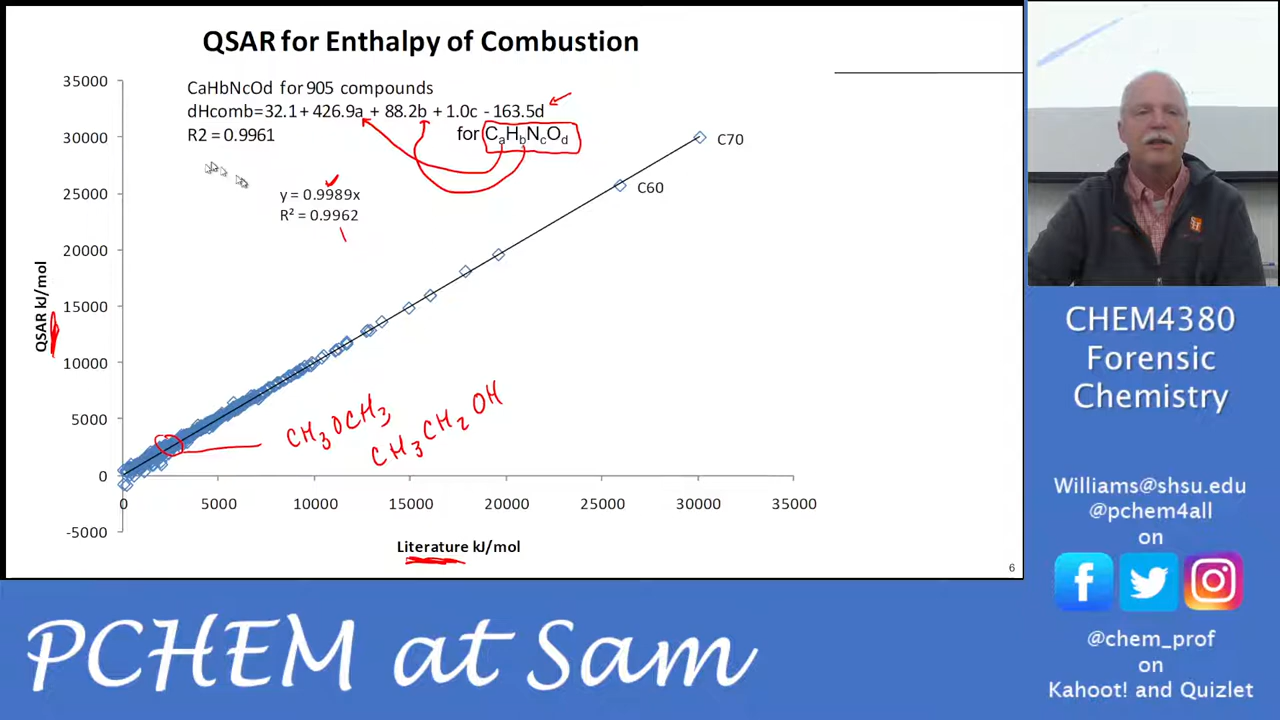 QSAR for Enthalpy of Combustion
CaHbNcOd for 905 compounds
dHcomb=32.1 + 426.9a + 88.2b + 1.0c - 163.5d
R2 = 0.9961
for CaHbNcOd
y = 0.9989x
R² = 0.9962
35000
30000
25000
20000
15000
10000
5000
0
-5000
QSAR kJ/mol
C70
C60
CH3OCH3,
CH3CH2OH
0
5000
10000
15000
20000
25000
30000
35000
Literature kJ/mol
6
CHEM4380
Forensic
Chemistry
Williams@shsu.edu
@pchem4all
on
@chem_prof
on
Kahoot! and Quizlet
PCHEM at Sam